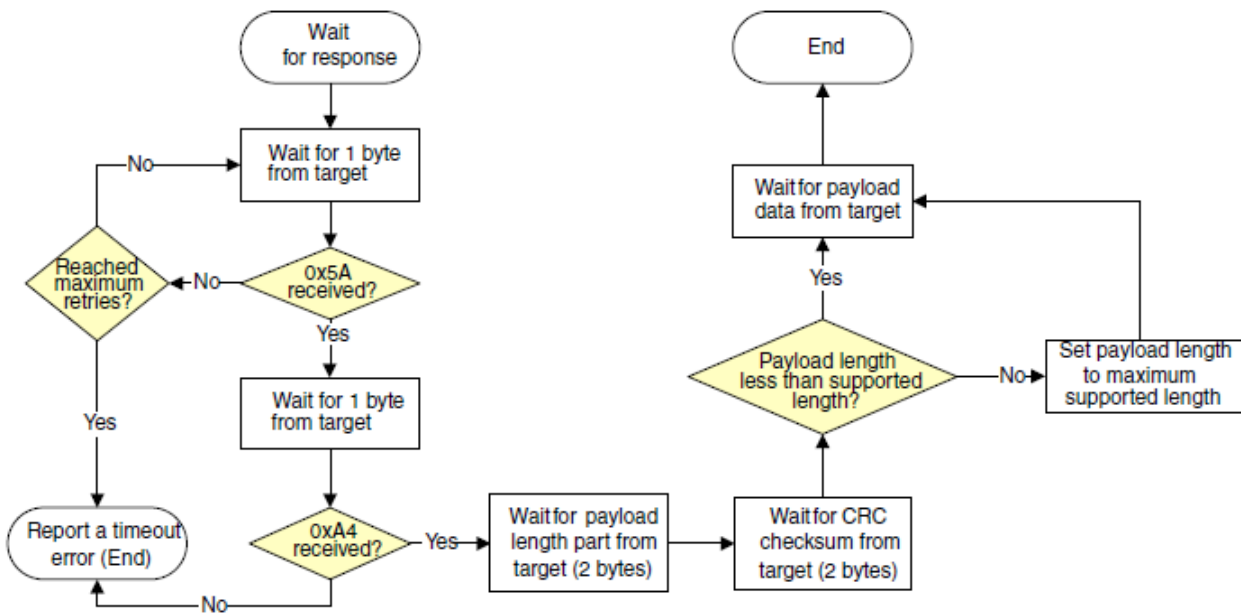 Wait
for response
End
No
Wait for 1 byte
from target
Wait for payload
data from target
Reached
maximum
retries?
No
0x5A
received?
Yes
Yes
Payload length
less than supported
length?
No
Set payload length
to maximum
supported length
Wait for 1 byte
from target
Yes
Report a timeout
error (End)
0xA4
received?
Yes
Wait for payload
length part from
target (2 bytes)
Wait for CRC
checksum from
target (2 bytes)
No